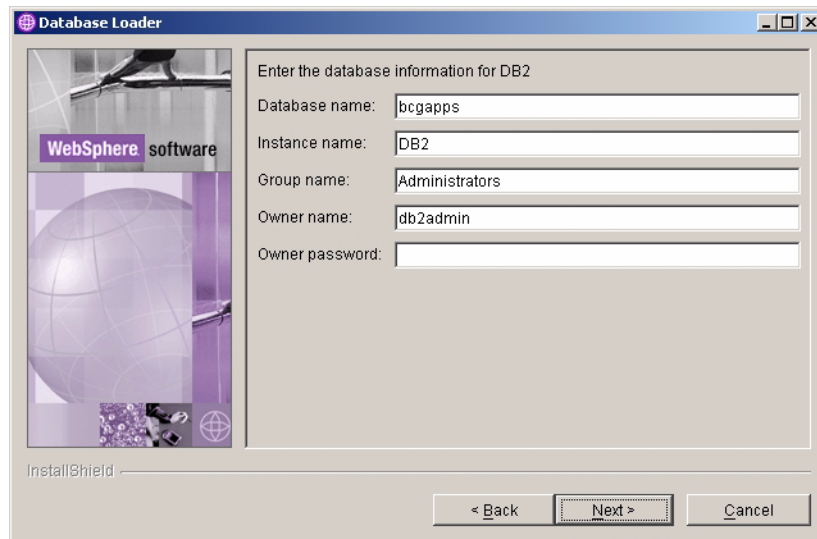 Database Loader
WebSphere software
Enter the database information for DB2
Database name: bcgapps
Instance name: DB2
Group name: Administrators
Owner name: db2admin
Owner password:
InstallShield
< Back Next > Cancel